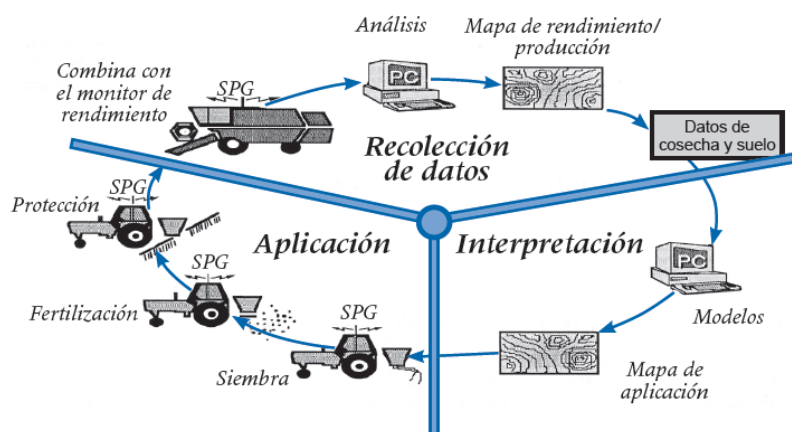 Análisis
Mapa de rendimiento/
producción
Combina con
el monitor de
rendimiento
SPG
PC
Datos de
cosecha y suelo
Recolección
de datos
SPG
Protección
Aplicación
Interpretación
SPG
PC
Fertilización
Modelos
SPG
Siembra
Mapa de
aplicación